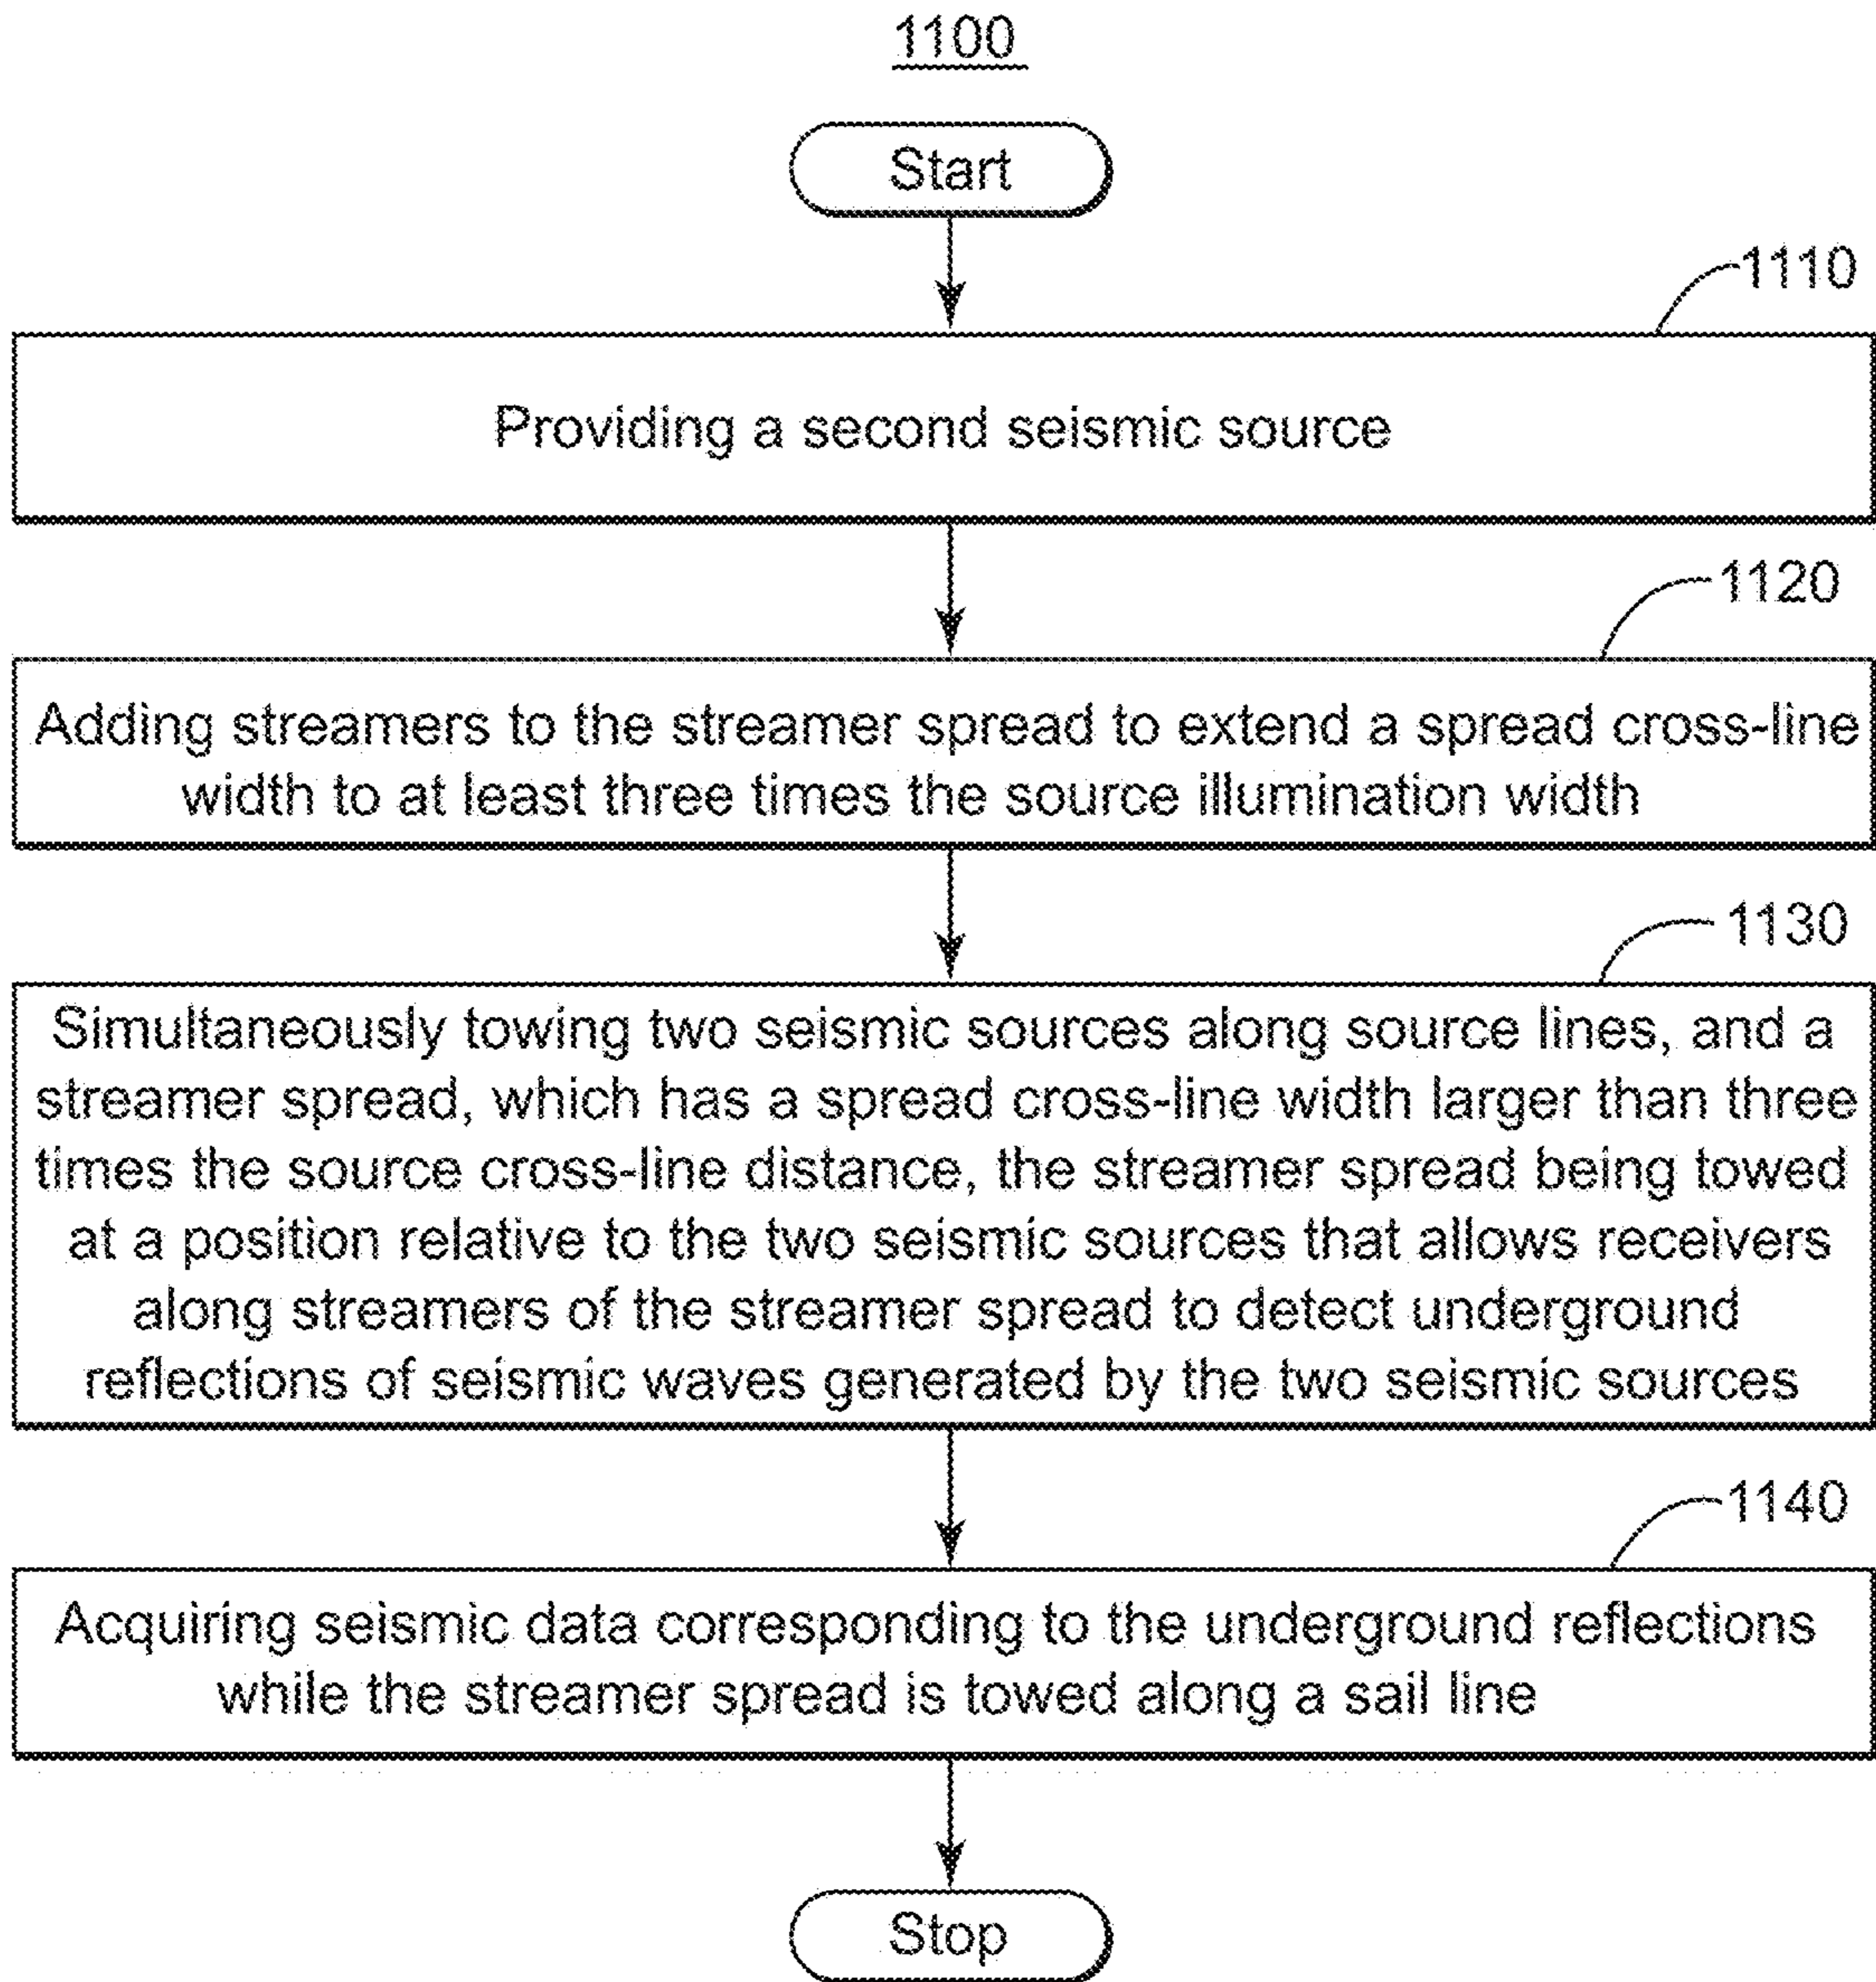 1100
Start
1110
Providing a second seismic source
1120
Adding streamers to the streamer spread to extend a spread cross-line
width to at least three times the source illumination width
1130
Simultaneously towing two seismic sources along source lines, and a
streamer spread, which has a spread cross-line width larger than three
times the source cross-line distance, the streamer spread being towed
at a position relative to the two seismic sources that allows receivers
along streamers of the streamer spread to detect underground
reflections of seismic waves generated by the two seismic sources
1140
Acquiring seismic data corresponding to the underground reflections
while the streamer spread is towed along a sail line
Stop